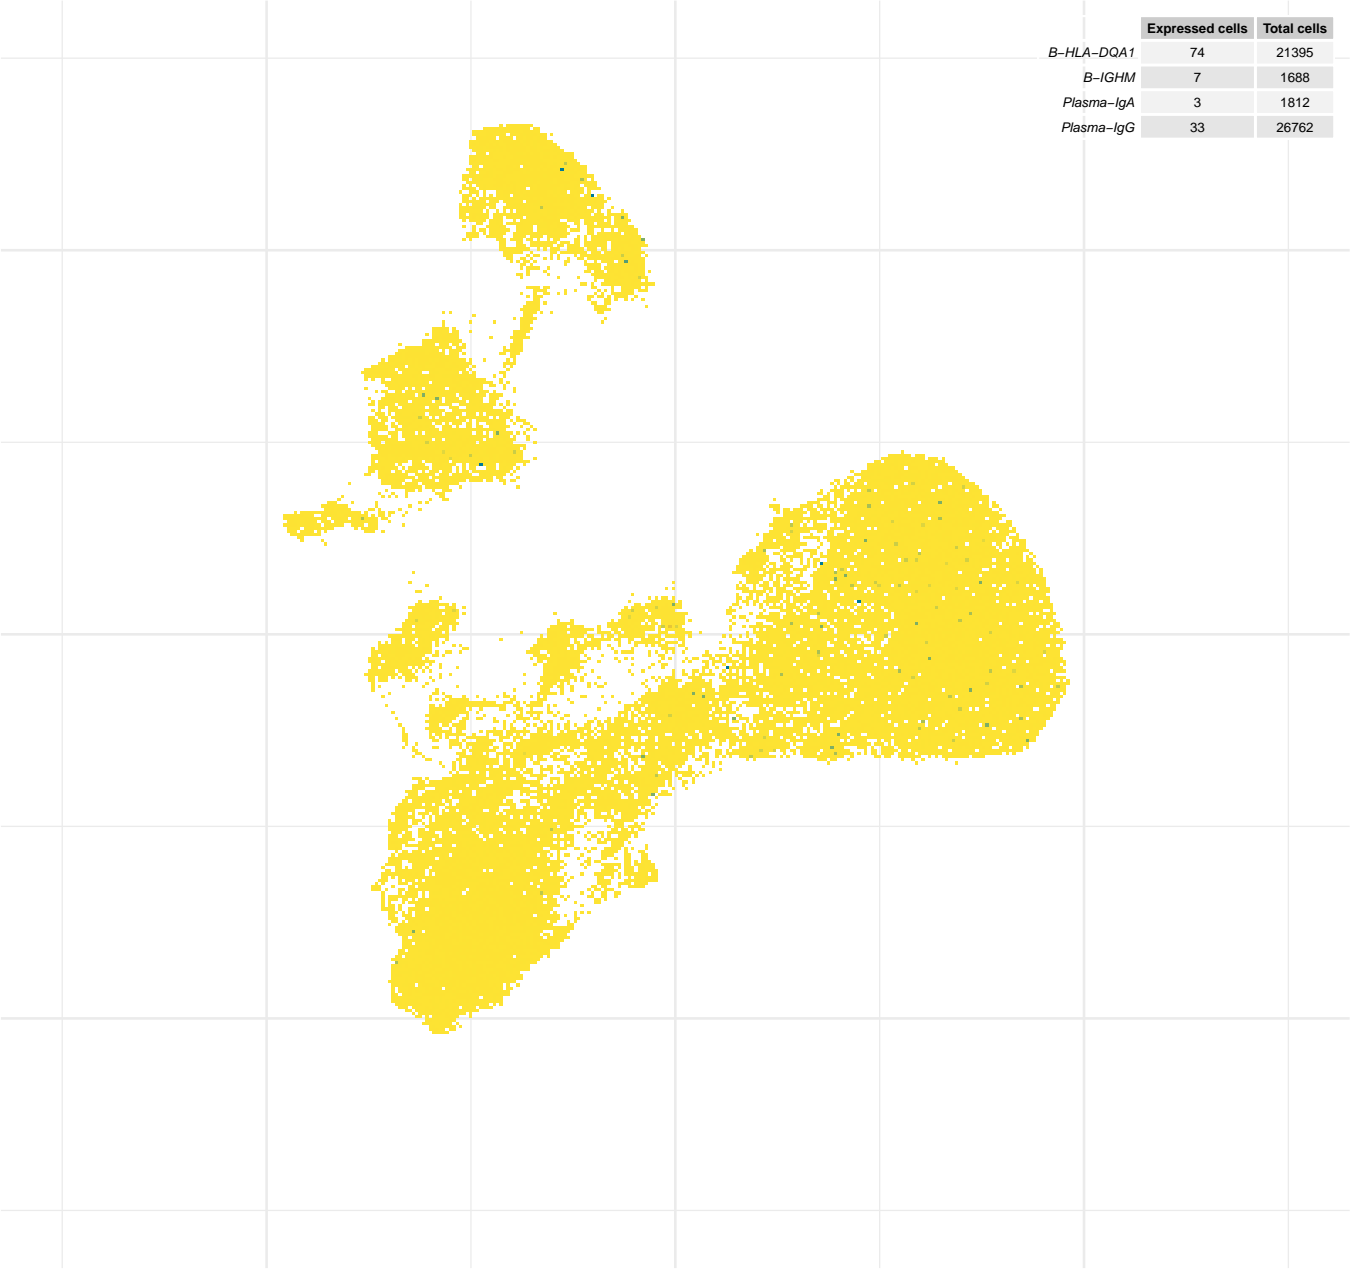 Expressed cells Total cells
B−HLA−DQA1 74 21395
B−IGHM 7 1688
Plasma−IgA 3 1812
Plasma−IgG 33 26762